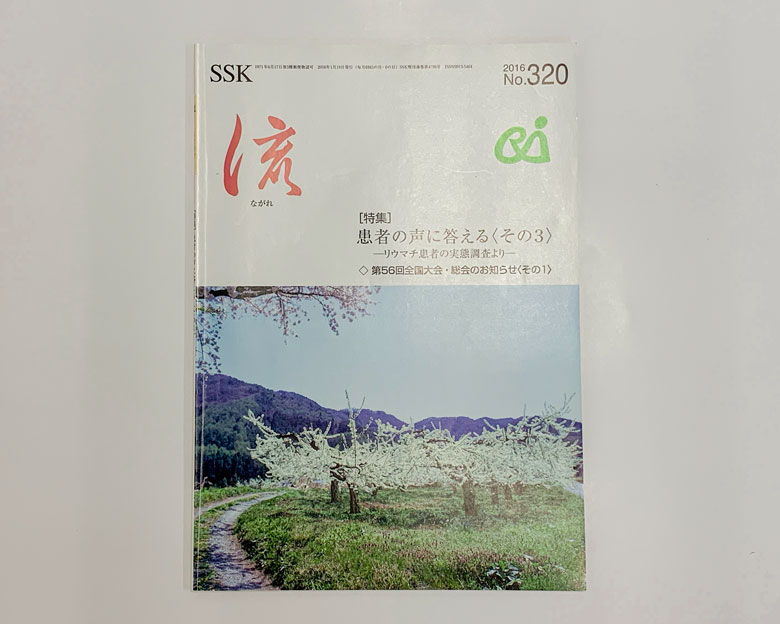 SSK
2016
No.320
流
ながれ
[特集]
患者の声に答える〈その3〉
―リウマチ患者の実態調査より―
◇ 第56回全国大会・総会のお知らせ〈その1〉